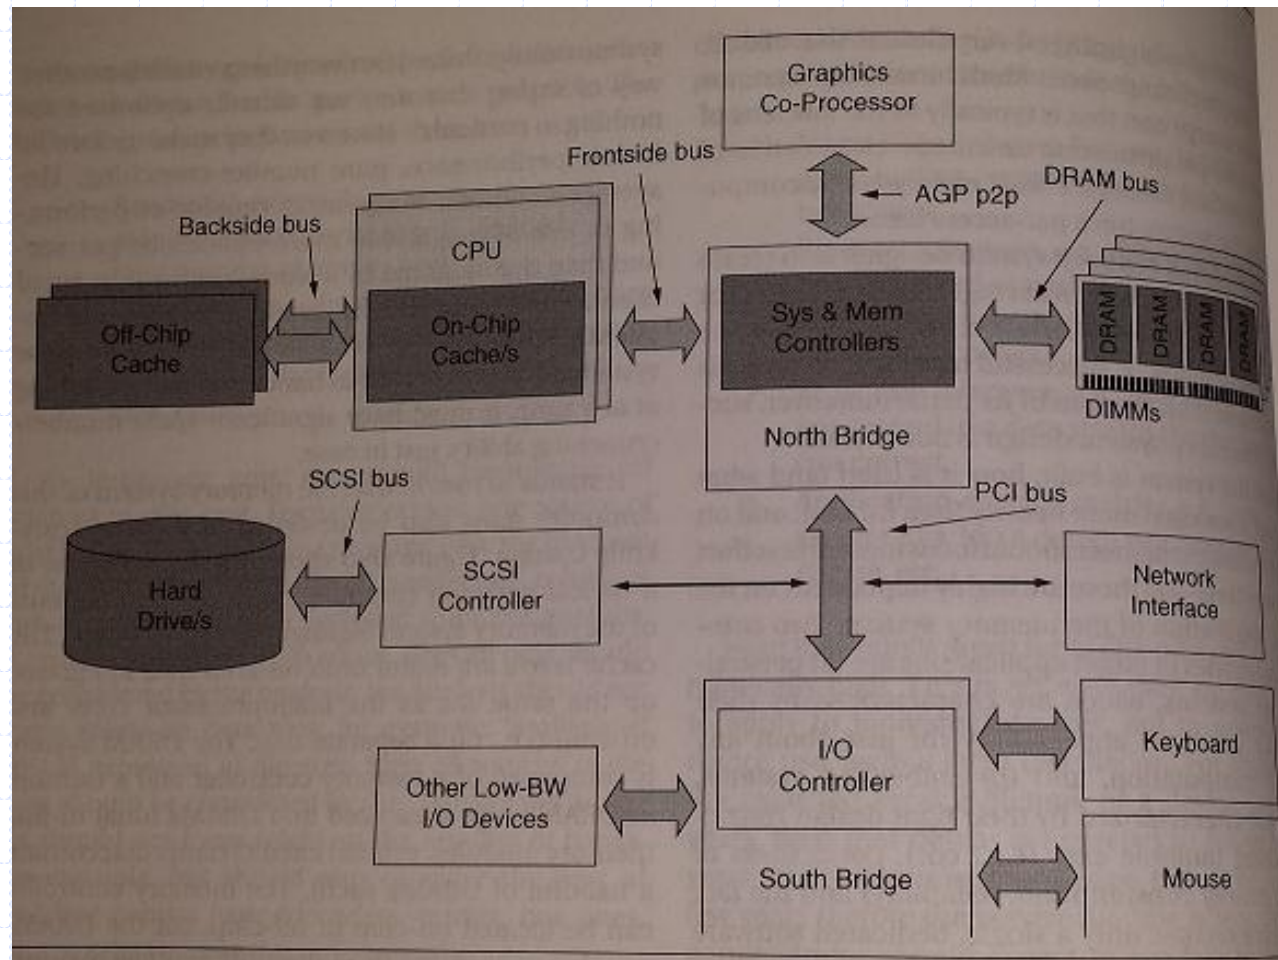 Graphics
Co-Processor
Frontside bus
AGP p2p
DRAM bus
Backside bus
CPU
Off-Chip
Cache
On-Chip
Cache/s
Sys & Mem
Controllers
DRAM
DRAM
DRAM
DRAM
DIMMs
North Bridge
SCSI bus
PCI bus
Hard
Drive/s
SCSI
Controller
Network
Interface
I/O
Controller
Keyboard
Other Low-BW
I/O Devices
South Bridge
Mouse